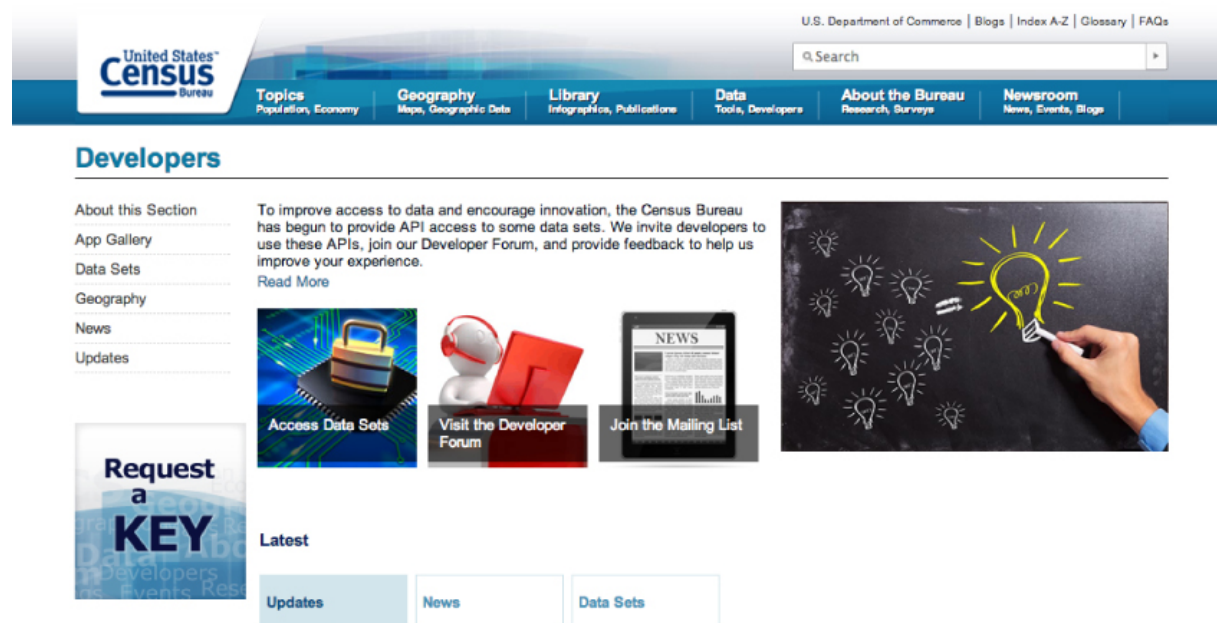 U.S. Department of Commerce | Blogs | Index A-Z | Glossary | FAQs
United States™
Census
Bureau
Search
Topics
Population, Economy
Geography
Maps, Geographic Data
Library
Infographics, Publications
Data
Tools, Developers
About the Bureau
Research, Surveys
Newsroom
News, Events, Blogs
Developers
About this Section
App Gallery
Data Sets
Geography
News
Updates
Request
a
KEY
To improve access to data and encourage innovation, the Census Bureau
has begun to provide API access to some data sets. We invite developers to
use these APIs, join our Developer Forum, and provide feedback to help us
improve your experience.
Read More
Access Data Sets
Visit the Developer
Forum
NEWS
Join the Mailing List
Latest
Updates
News
Data Sets